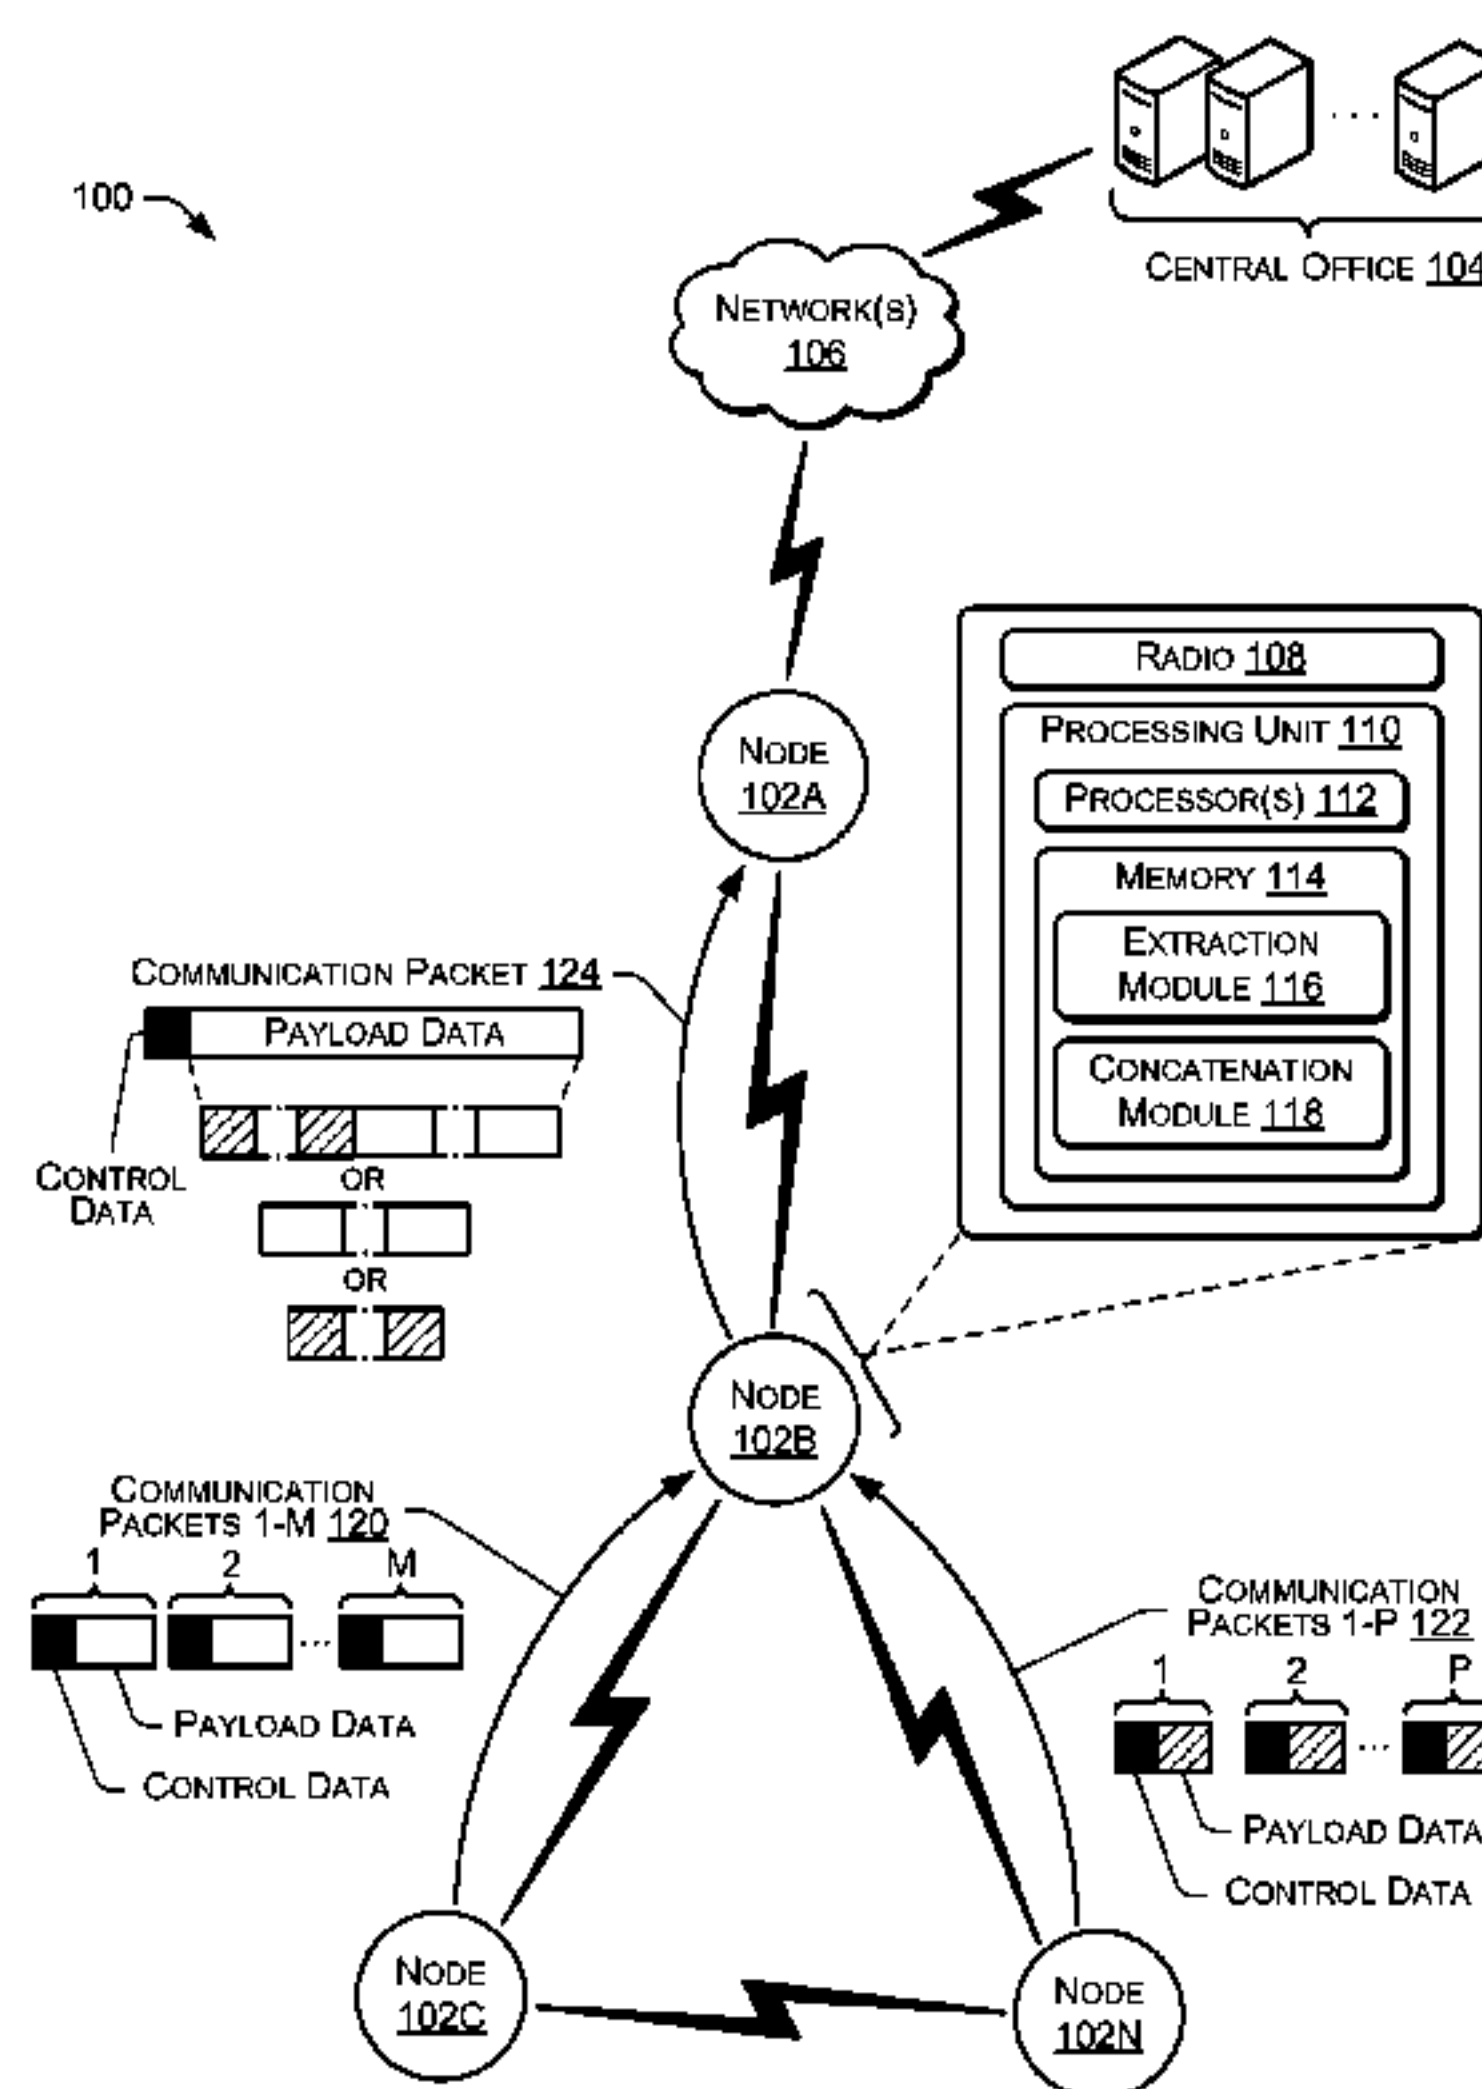 100
CENTRAL OFFICE 104
NETWORK(S)
106
RADIO 108
PROCESSING UNIT 110
PROCESSOR(S) 112
MEMORY 114
EXTRACTION
MODULE 116
CONCATENATION
MODULE 118
NODE
102A
COMMUNICATION PACKET 124
PAYLOAD DATA
CONTROL
DATA
OR
OR
NODE
102B
COMMUNICATION
PACKETS 1-M 120
1 2 ... M
PAYLOAD DATA
CONTROL DATA
COMMUNICATION
PACKETS 1-P 122
1 2 ... P
PAYLOAD DATA
CONTROL DATA
NODE
102C
NODE
102N